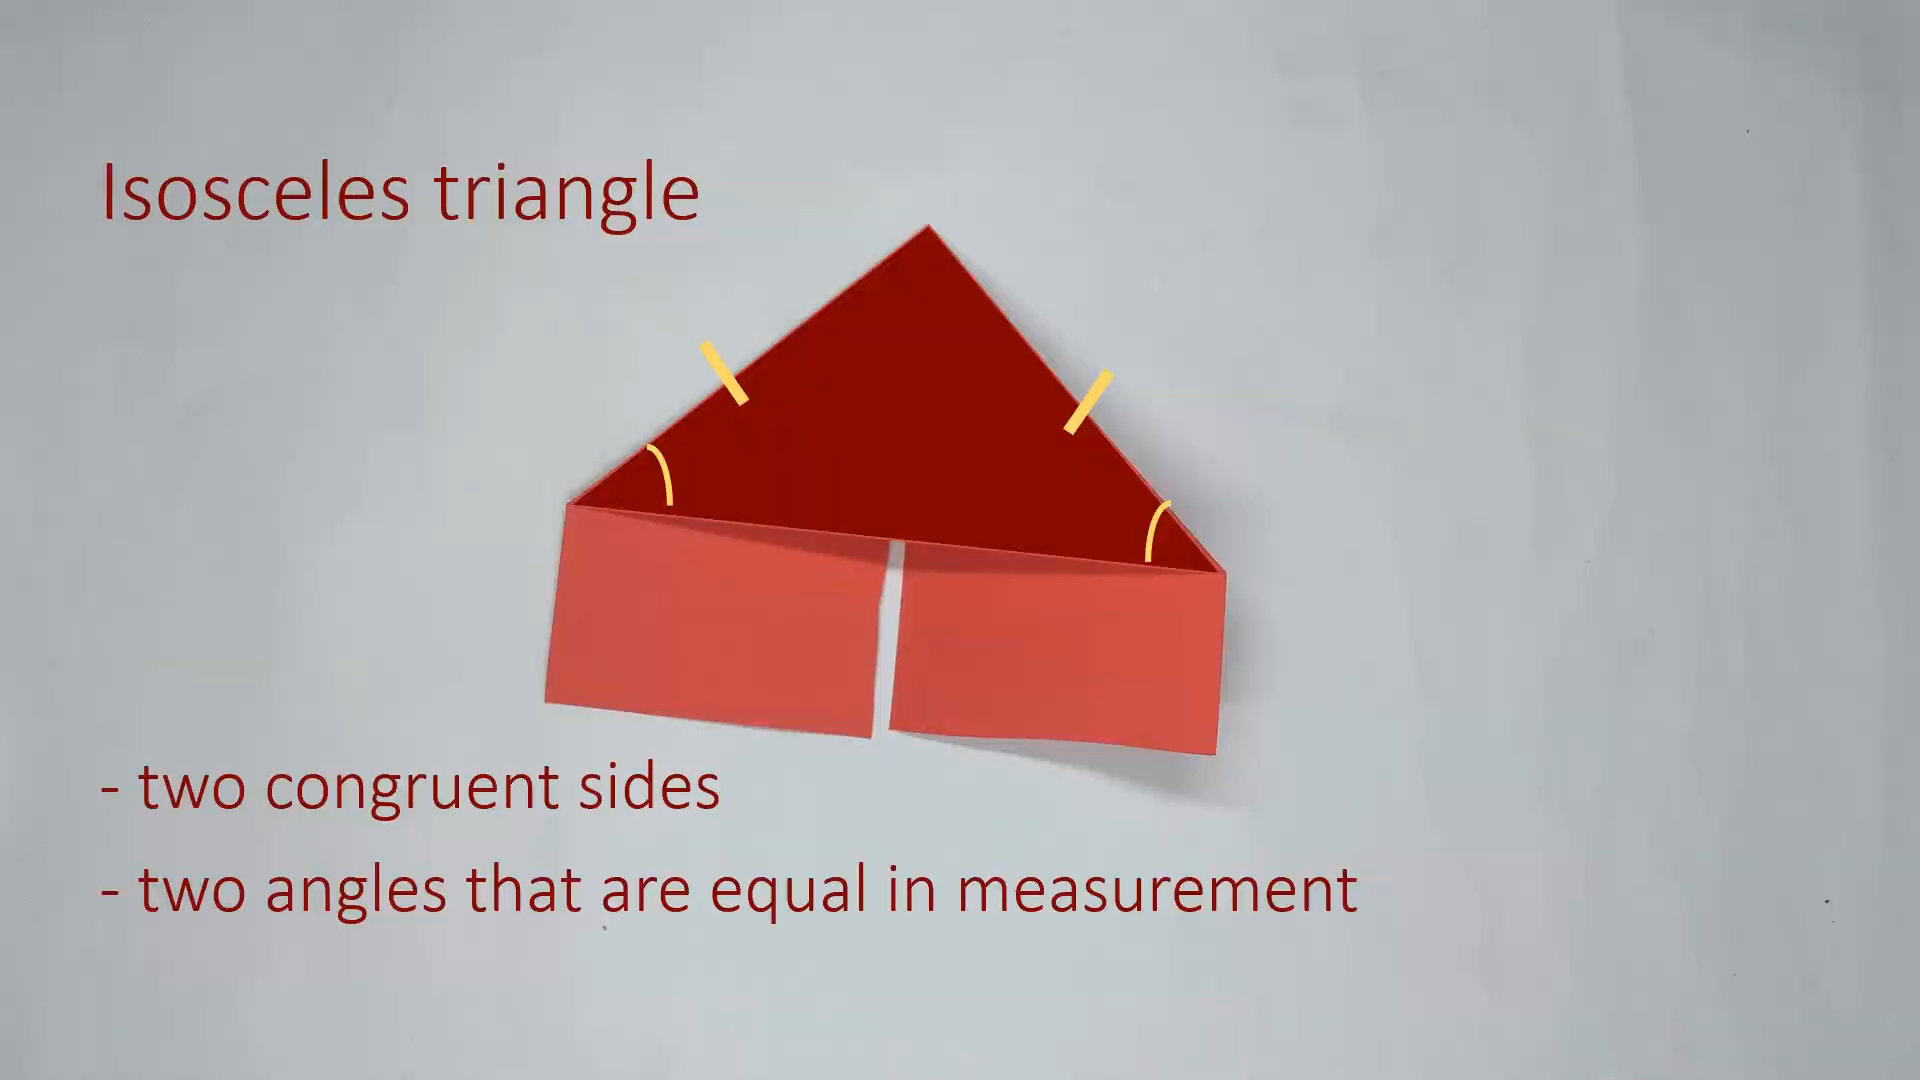 Isosceles triangle
- two congruent sides
- two angles that are equal in measurement